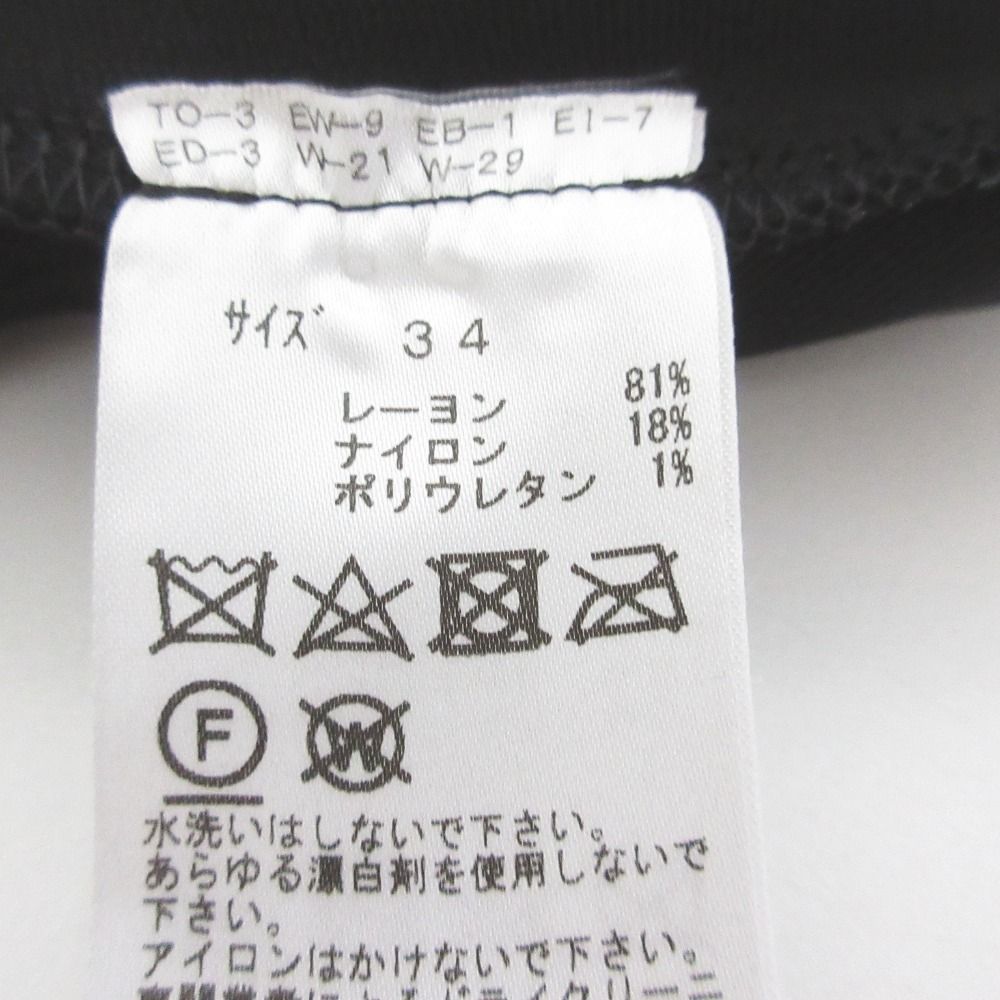 TO-3 EW-9 EB-1 EI-7
ED-3 W-21 W-29
サイズ 34
レーヨン 81%
ナイロン 18%
ポリウレタン 1%
F W
水洗いはしないで下さい。
あらゆる漂白剤を使用しないで
下さい。
アイロンはかけないで下さい。